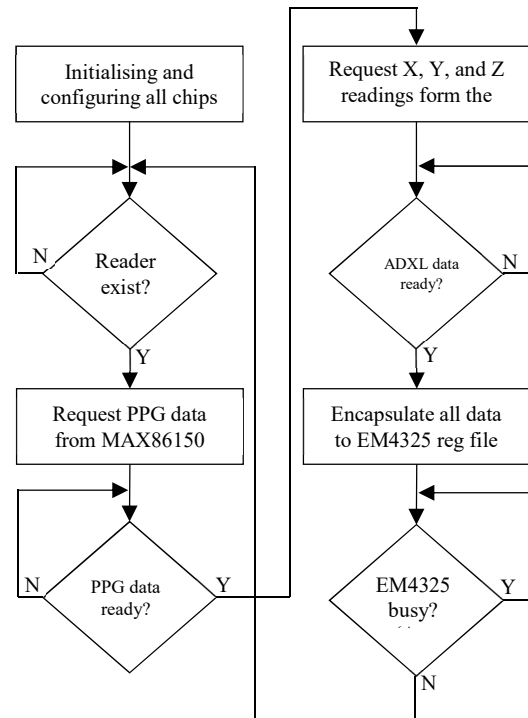 Initialising and
configuring all chips
N
Reader
exist?
Y
Request PPG data
from MAX86150
N
PPG data
ready?
Y
Request X, Y, and Z
readings form the
ADXL data
ready?
N
Y
Encapsulate all data
to EM4325 reg file
EM4325
busy?
Y
N